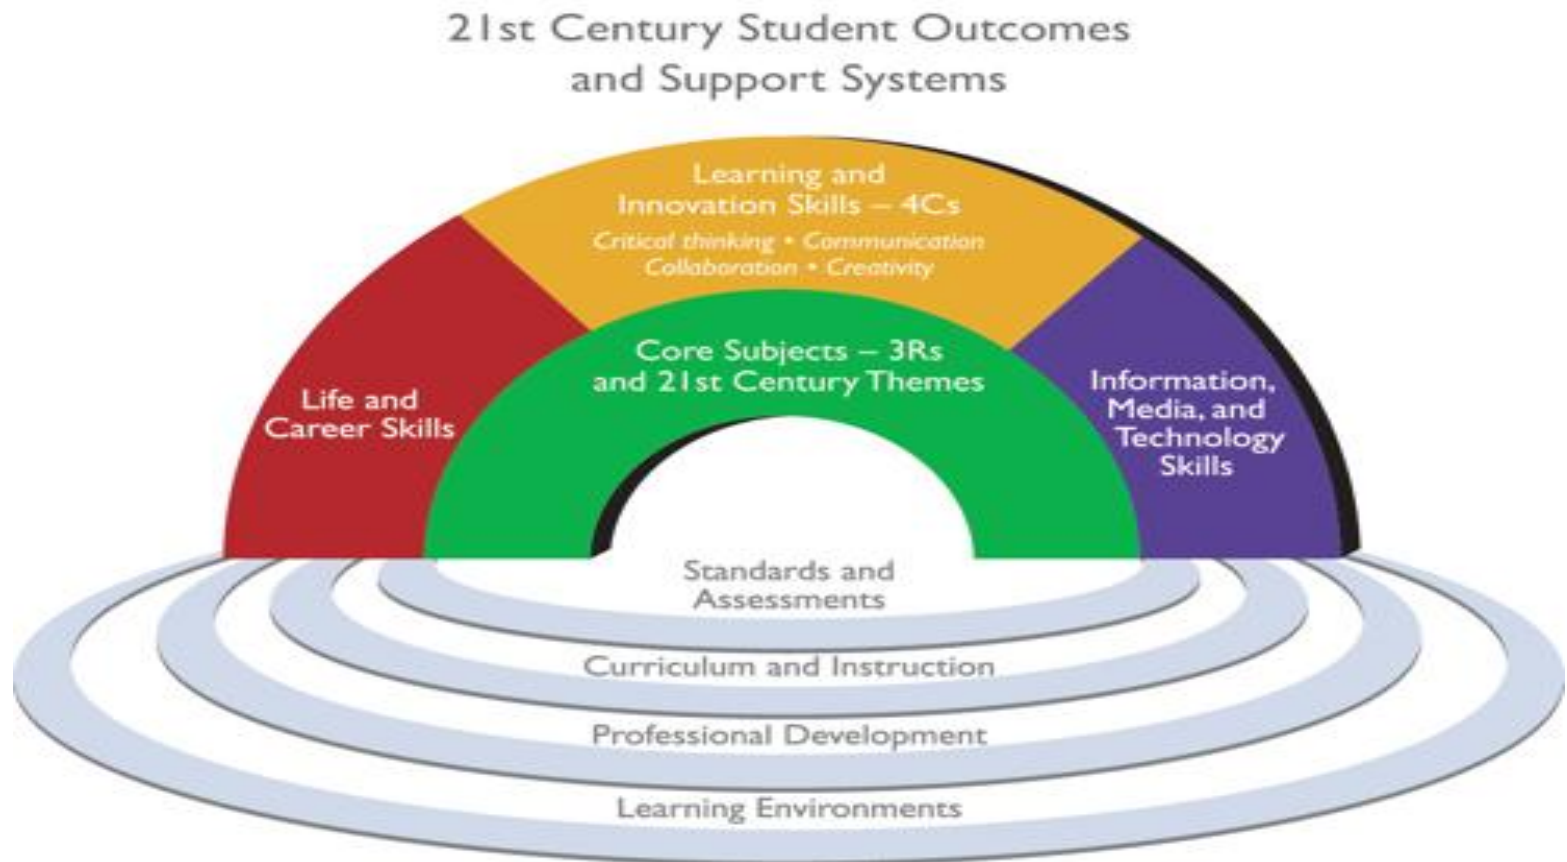 21st Century Student Outcomes
and Support Systems
Learning and
Innovation Skills – 4Cs
Critical thinking • Communication
Collaboration • Creativity
Core Subjects – 3Rs
and 21st Century Themes
Life and
Career Skills
Information,
Media, and
Technology
Skills
Standards and
Assessments
Curriculum and Instruction
Professional Development
Learning Environments